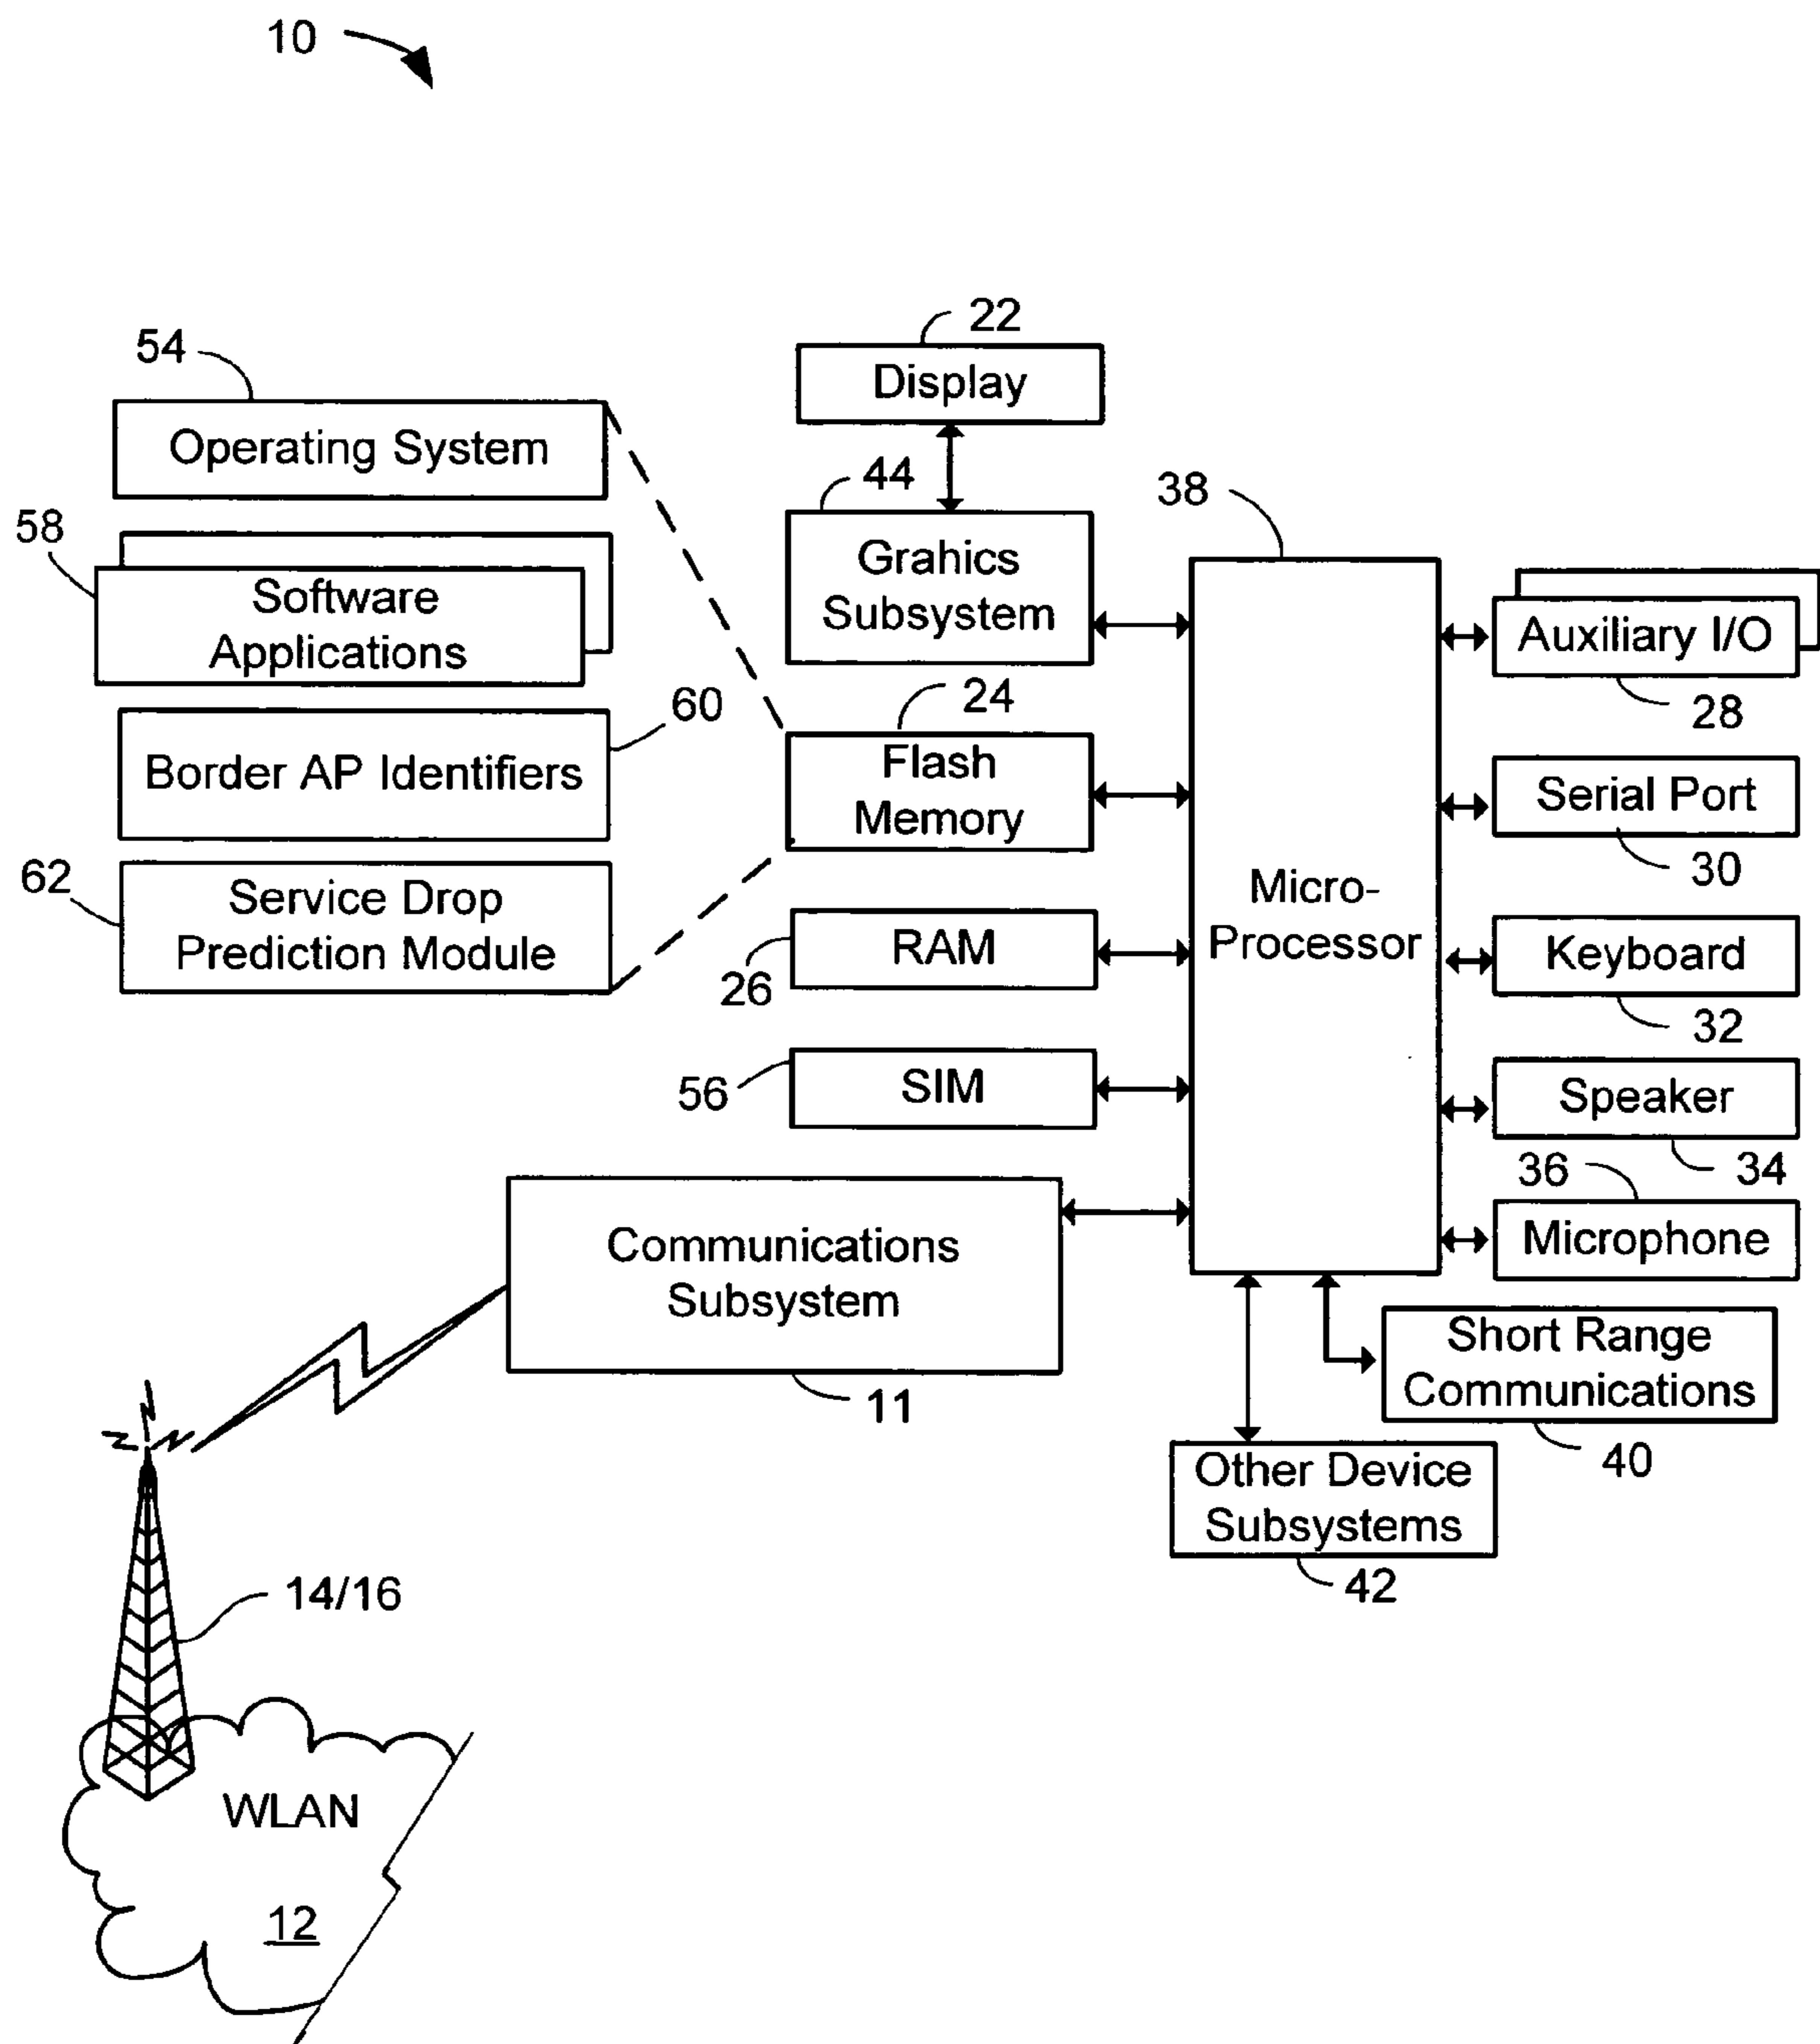 10
22
Display
54
Operating System
44
Grahics
Subsystem
38
58
Software
Applications
Auxiliary I/O
28
24
Flash
Memory
60
Border AP Identifiers
Serial Port
30
62
Service Drop
Prediction Module
Micro-
Processor
RAM
26
Keyboard
32
56
SIM
Speaker
34
36
Microphone
Communications
Subsystem
11
Short Range
Communications
40
Other Device
Subsystems
42
14/16
WLAN
12